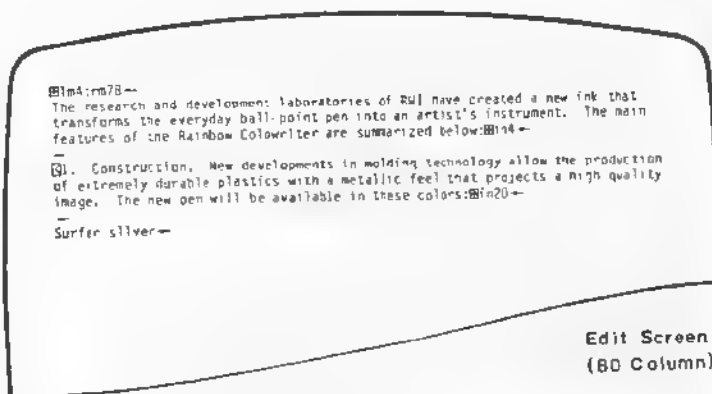 lm4:rm78
The research and development laboratories of RWI have created a new ink that
transforms the everyday ball-point pen into an artist's instrument. The main
features of the Rainbow Colowriter are summarized below:in4
1. Construction. New developments in molding technology allow the production
of extremely durable plastics with a metallic feel that projects a high quality
image. The new pen will be available in these colors:in20
Surfer silver
Edit Screen
(80 Column)